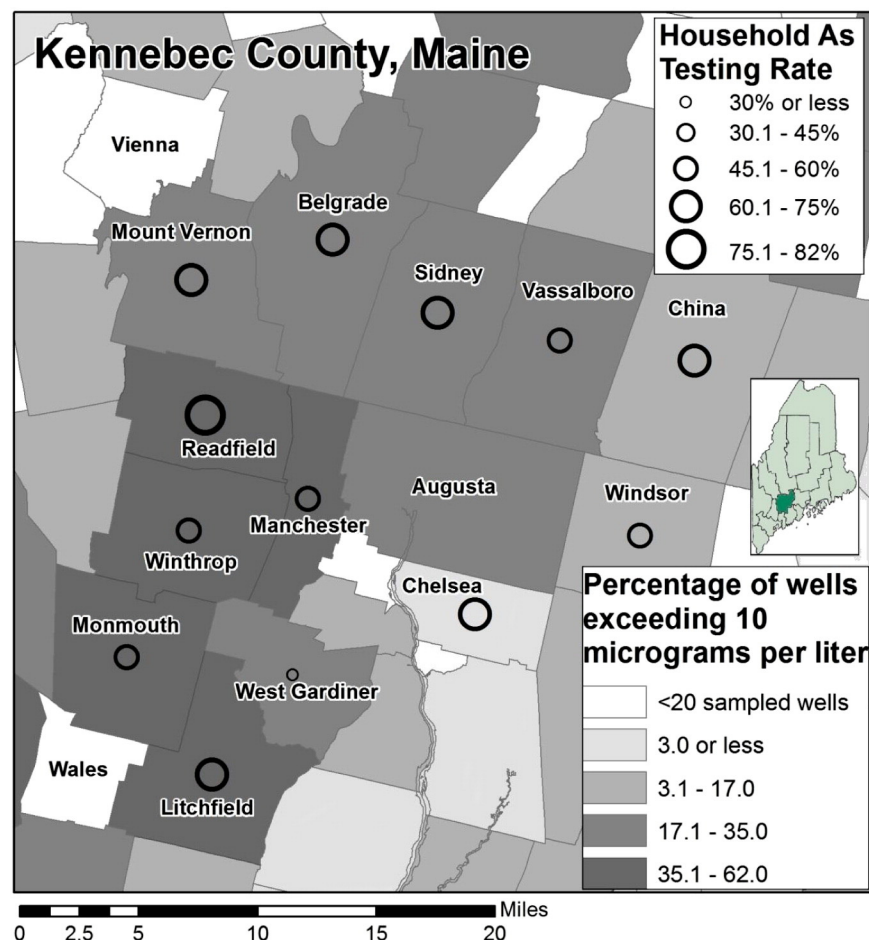 Kennebec County, Maine
Household As
Testing Rate
30% or less
30.1 - 45%
45.1 - 60%
60.1 - 75%
75.1 - 82%
Vienna
Belgrade
Mount Vernon
Sidney
Vassalboro
China
Readfield
Augusta
Windsor
Manchester
Winthrop
Chelsea
Monmouth
West Gardiner
Wales
Litchfield
Percentage of wells
exceeding 10
micrograms per liter
<20 sampled wells
3.0 or less
3.1 - 17.0
17.1 - 35.0
35.1 - 62.0
Miles
0 2.5 5 10 15 20